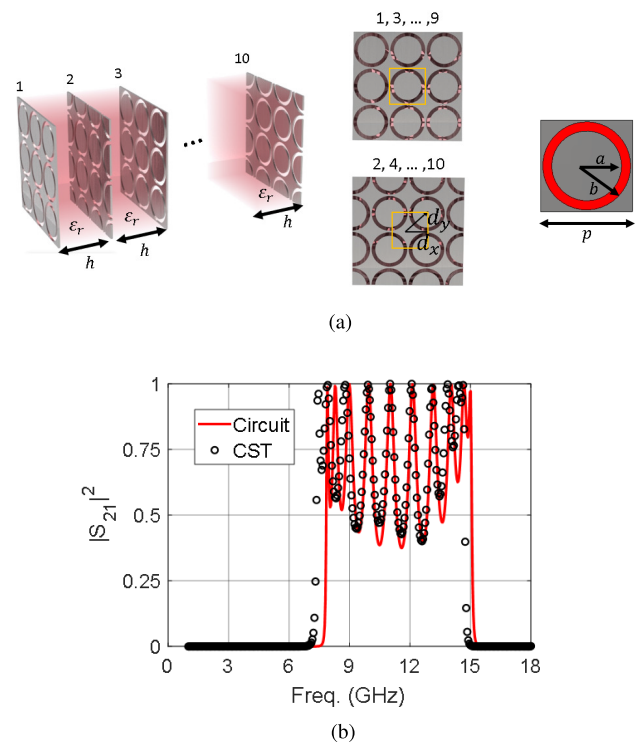 1, 3, ... ,9
1
2
3
10
...
εr
h
εr
h
εr
h
2, 4, ... ,10
dy
dx
a
b
p
(a)
1
0.75
0.5
0.25
0
|S21|²
Circuit
CST
0 3 6 9 12 15 18
Freq. (GHz)
(b)